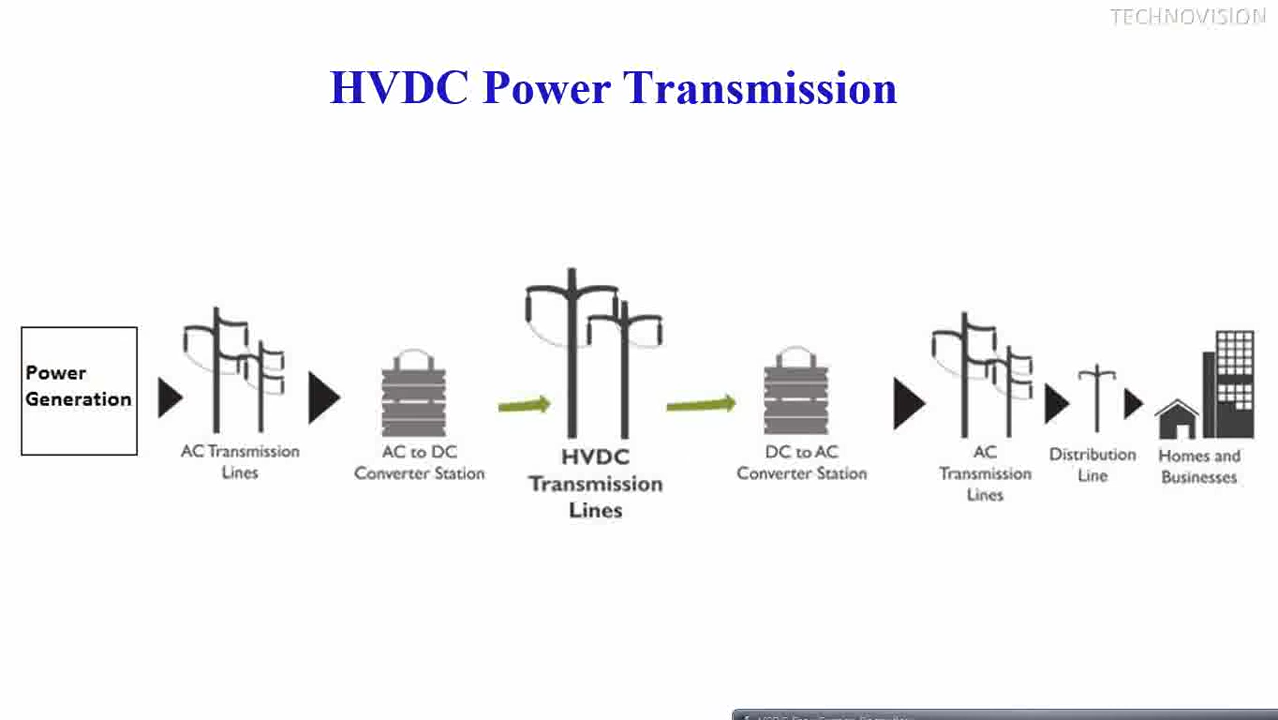 TECHNOVISION
HVDC Power Transmission
Power
Generation
AC Transmission
Lines
AC to DC
Converter Station
HVDC
Transmission
Lines
DC to AC
Converter Station
AC
Transmission
Lines
Distribution
Line
Homes and
Businesses